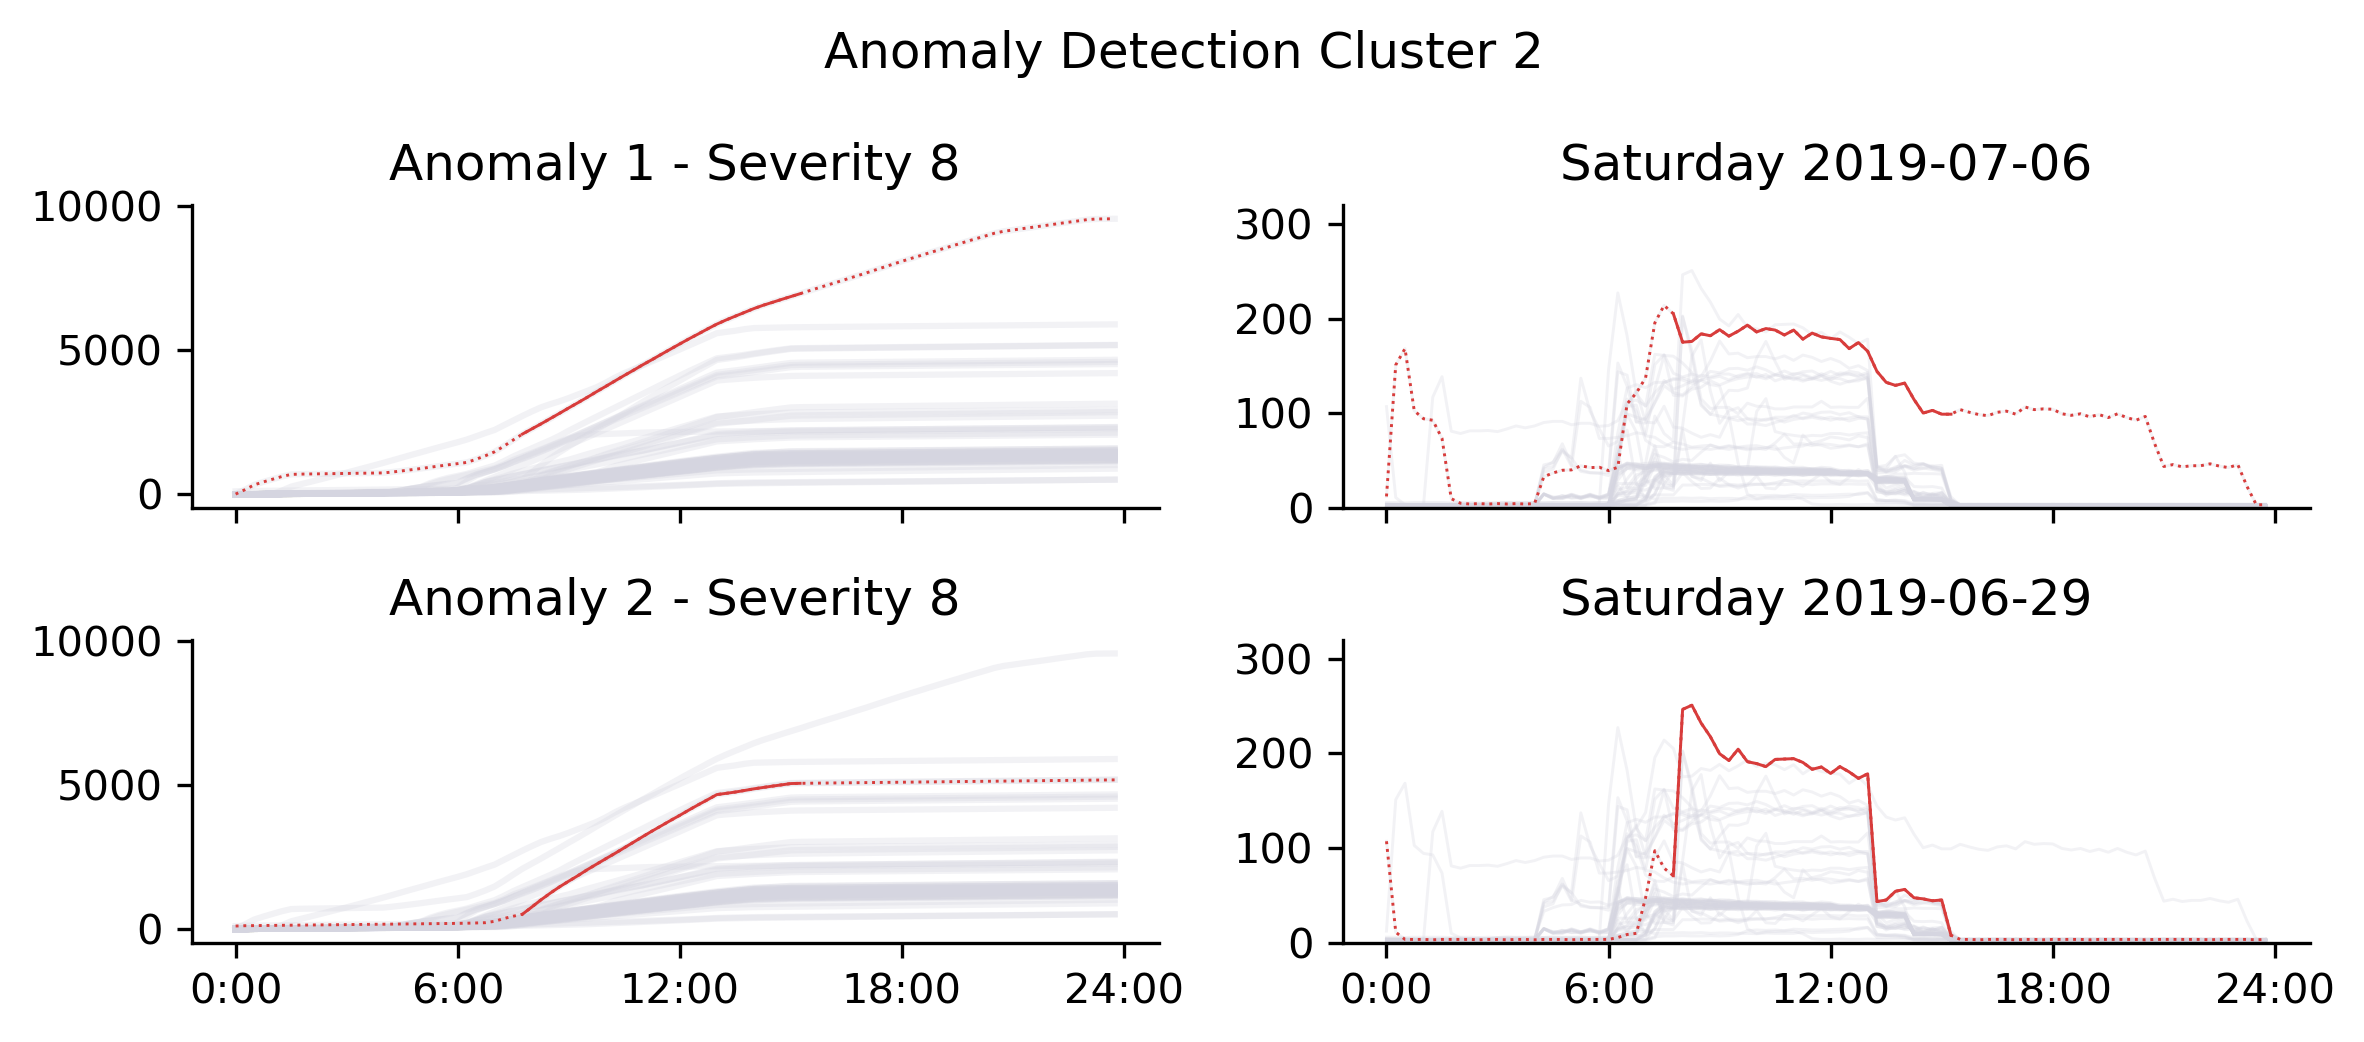 Anomaly Detection Cluster 2
Anomaly 1 - Severity 8
10000
5000
0
Saturday 2019-07-06
300
200
100
0
Anomaly 2 - Severity 8
10000
5000
0
0:00 6:00 12:00 18:00 24:00
Saturday 2019-06-29
300
200
100
0
0:00 6:00 12:00 18:00 24:00